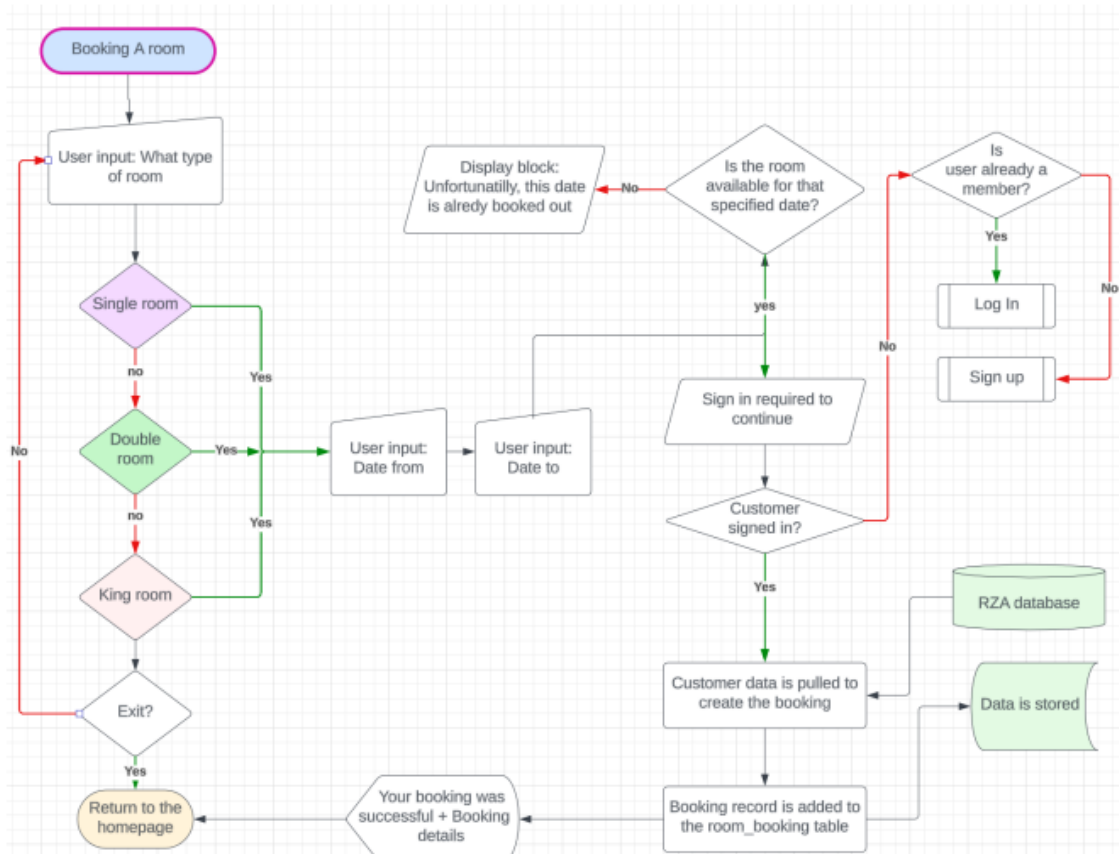 Booking A room
User input: What type
of room
Single room
no
Yes
Double
room
Yes
no
Yes
King room
No
Exit?
Yes
Return to the
homepage
User input:
Date from
User input:
Date to
Display block:
Unfortunatilly, this date
is alredy booked out
No
Is the room
available for that
specified date?
yes
Sign in required to
continue
Customer
signed in?
No
Is
user already a
member?
Yes
No
Log In
Sign up
Yes
RZA database
Customer data is pulled to
create the booking
Data is stored
Booking record is added to
the room_booking table
Your booking was
successful + Booking
details